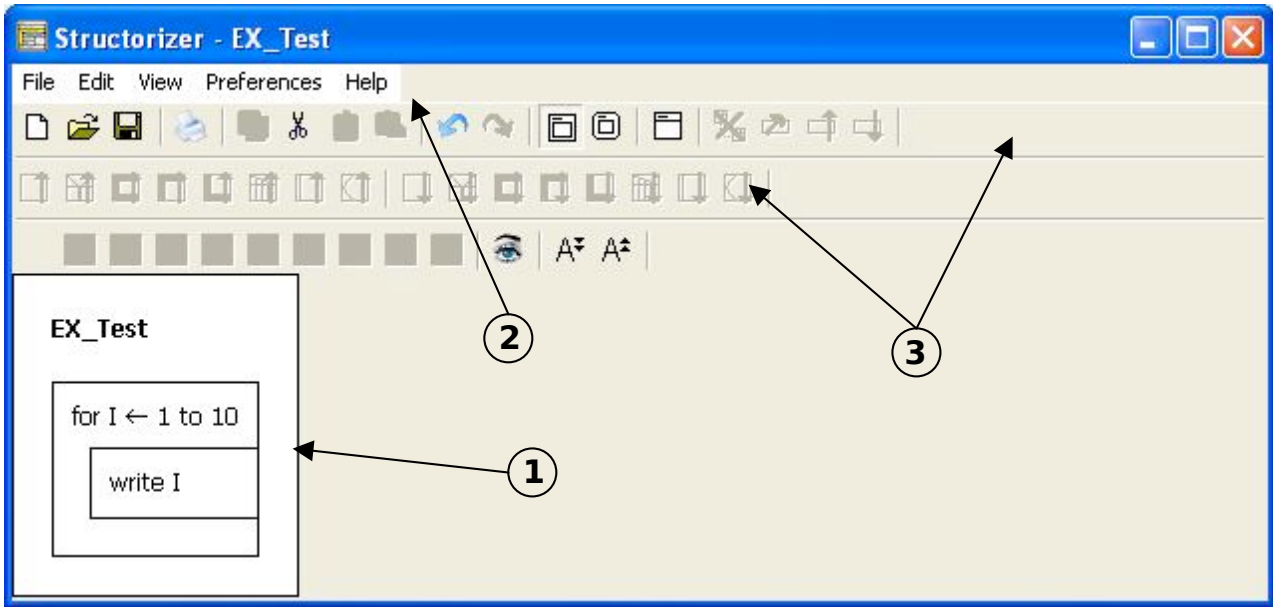 Structorizer - EX_Test
File Edit View Preferences Help
A A
EX_Test
for I ← 1 to 10
write I
2
3
1